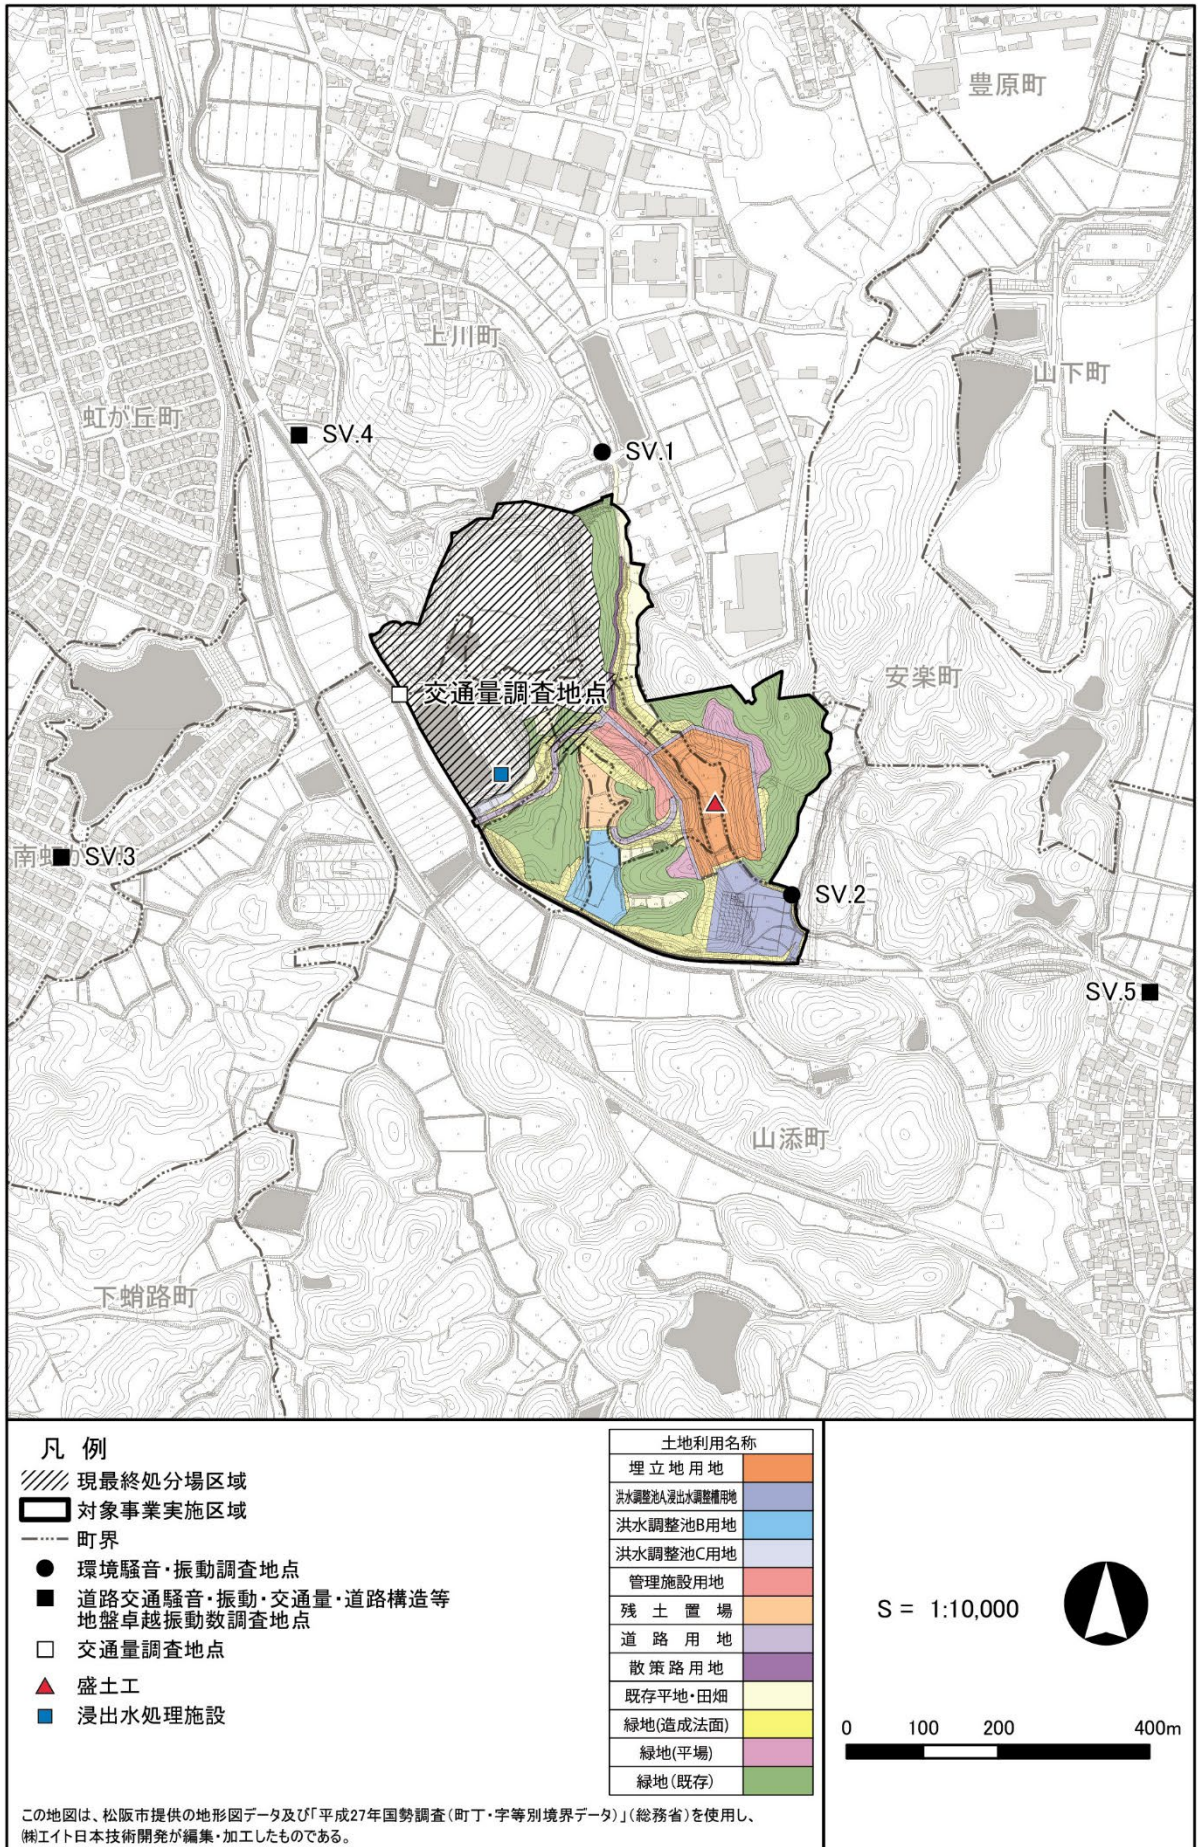 豊原町
上川町
山下町
虹が丘町
SV.4
SV.1
安楽町
交通量調査地点
SV.3
SV.2
SV.5
山添町
下蛸路町
凡 例
現最終処分場区域
対象事業実施区域
町界
環境騒音・振動調査地点
道路交通騒音・振動・交通量・道路構造等
地盤卓越振動数調査地点
交通量調査地点
盛土工
浸出水処理施設
土地利用名称
埋立地用地
洪水調整池A,浸出水調整槽用地
洪水調整池B用地
洪水調整池C用地
管理施設用地
残土置場
道路用地
散策路用地
既存平地・田畑
緑地(造成法面)
緑地(平場)
緑地(既存)
S = 1:10,000
0 100 200 400m
この地図は、松阪市提供の地形図データ及び「平成27年国勢調査(町丁・字等別境界データ)」(総務省)を使用し、
㈱エイト日本技術開発が編集・加工したものである。